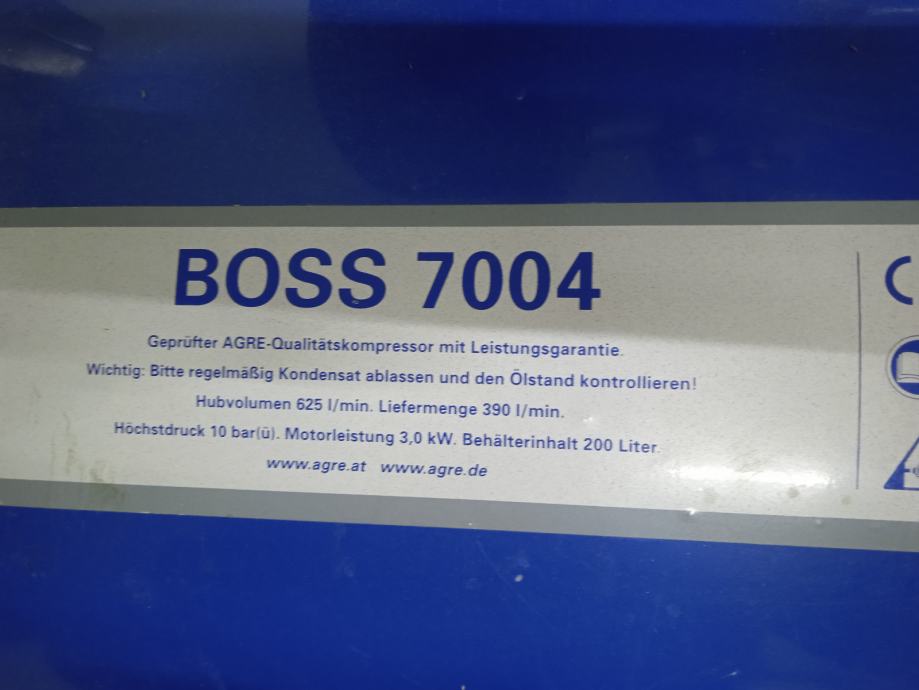 BOSS 7004
Geprüfter AGRE-Qualitätskompressor mit Leistungsgarantie.
Wichtig: Bitte regelmäßig Kondensat ablassen und den Ölstand kontrollieren!
Hubvolumen 625 l/min. Liefermenge 390 l/min.
Höchstdruck 10 bar(ü). Motorleistung 3,0 kW. Behälterinhalt 200 Liter.
www.agre.at www.agre.de